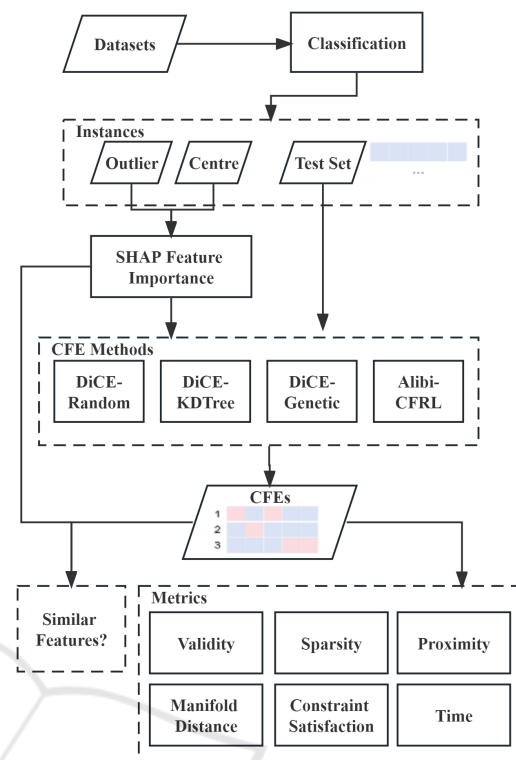 Datasets
Classification
Instances
Outlier
Centre
Test Set
...
SHAP Feature
Importance
CFE Methods
DiCE-
Random
DiCE-
KDTree
DiCE-
Genetic
Alibi-
CFRL
CFEs
1
2
3
Similar
Features?
Metrics
Validity
Sparsity
Proximity
Manifold
Distance
Constraint
Satisfaction
Time